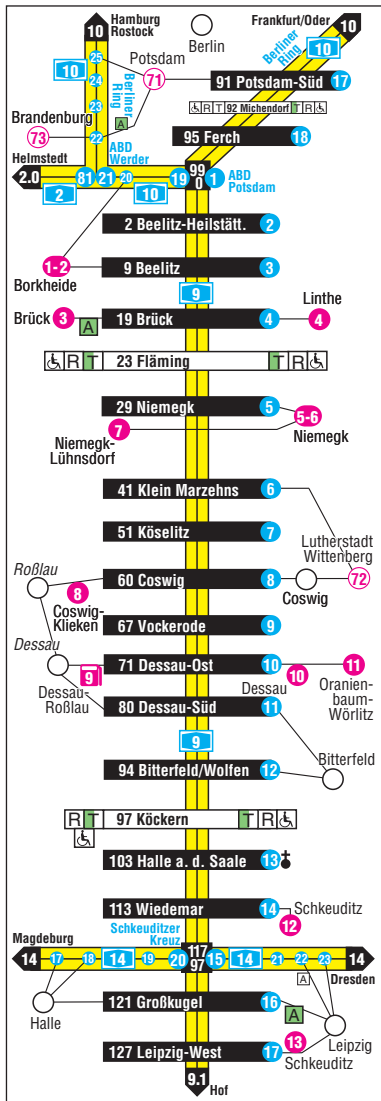 Hamburg
Rostock
10
Berlin
Frankfurt/Oder
10
Berliner
Ring
10
25
10
24
Potsdam
71
91 Potsdam-Süd 17
23
Berliner
Ring
R T 92 Michendorf T R
A
Brandenburg
73
22
ABD
Werder
95 Ferch 18
Helmstedt
2.0
81
21
20
19
99
0
1
ABD
Potsdam
2
10
2 Beelitz-Heilstätt. 2
1-2
9 Beelitz 3
Borkheide
9
Linthe
Brück 3
A
19 Brück 4
4
R T 23 Fläming T R
29 Niemegk 5
5-6
7
Niemegk
Niemegk-
Lühnsdorf
41 Klein Marzehns 6
51 Köselitz 7
Lutherstadt
Wittenberg
Roßlau
60 Coswig 8
72
8
Coswig
Coswig-
Klieken
67 Vockerode 9
Dessau
9
71 Dessau-Ost 10
10
11
Dessau-
Roßlau
Dessau
Oranien-
baum-
Wörlitz
80 Dessau-Süd 11
9
Bitterfeld
94 Bitterfeld/Wolfen 12
R T 97 Köckern T R
103 Halle a. d. Saale 13
113 Wiedemar 14
Schkeuditz
12
Magdeburg
Schkeuditzer
Kreuz
14
17
18
14
19
20
117
97
15
14
21
22
23
14
Dresden
A
Halle
121 Großkugel 16
A
Leipzig
127 Leipzig-West 17
13
Schkeuditz
9.1
Hof